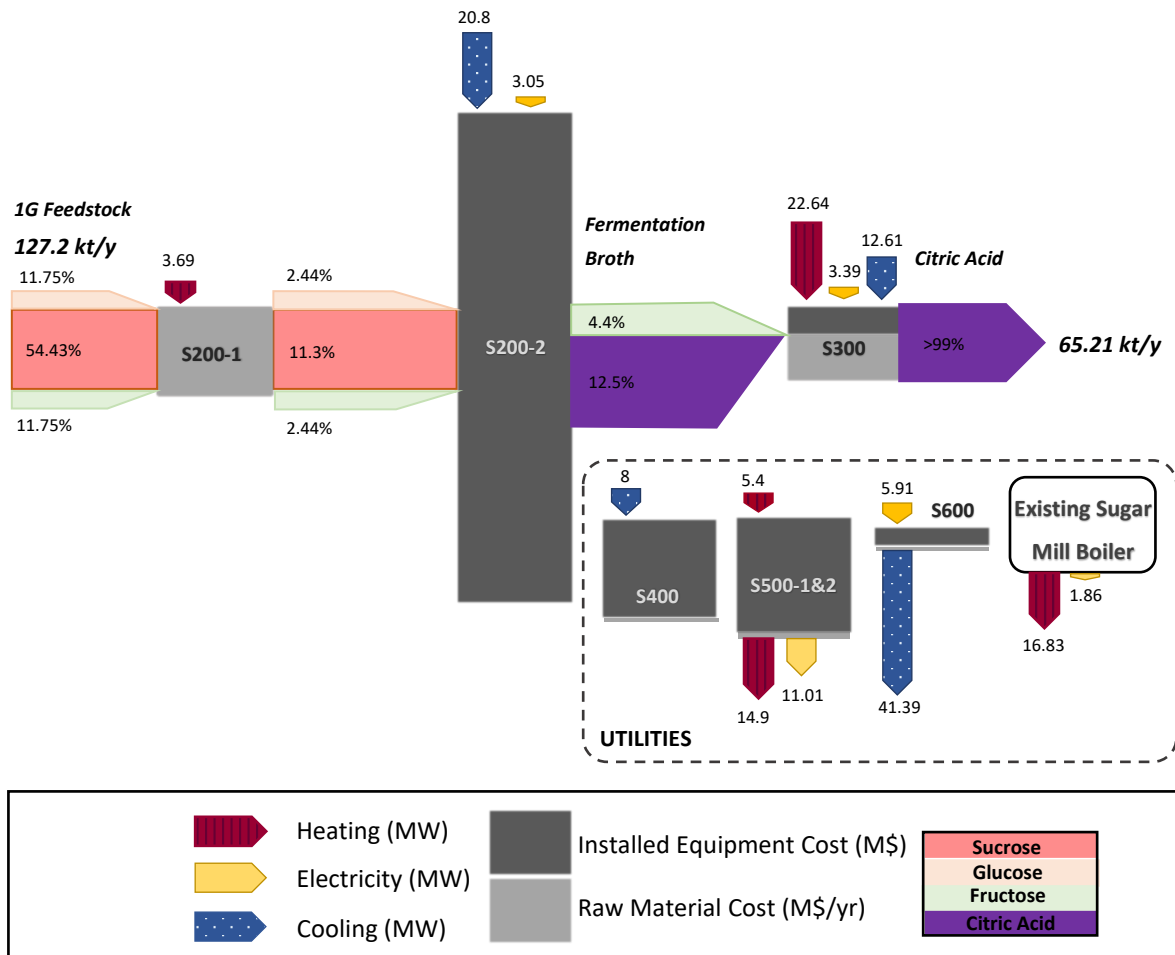 20.8
3.05
1G Feedstock
127.2 kt/y
11.75%
3.69
2.44%
54.43%
S200-1
11.3%
S200-2
11.75%
2.44%
Fermentation
Broth
4.4%
12.5%
22.64
3.39
12.61
Citric Acid
S300
>99%
65.21 kt/y
8
S400
5.4
S500-1&2
14.9
11.01
5.91
S600
41.39
Existing Sugar
Mill Boiler
16.83
1.86
UTILITIES
Heating (MW)
Electricity (MW)
Cooling (MW)
Installed Equipment Cost (M$)
Raw Material Cost (M$/yr)
Sucrose
Glucose
Fructose
Citric Acid